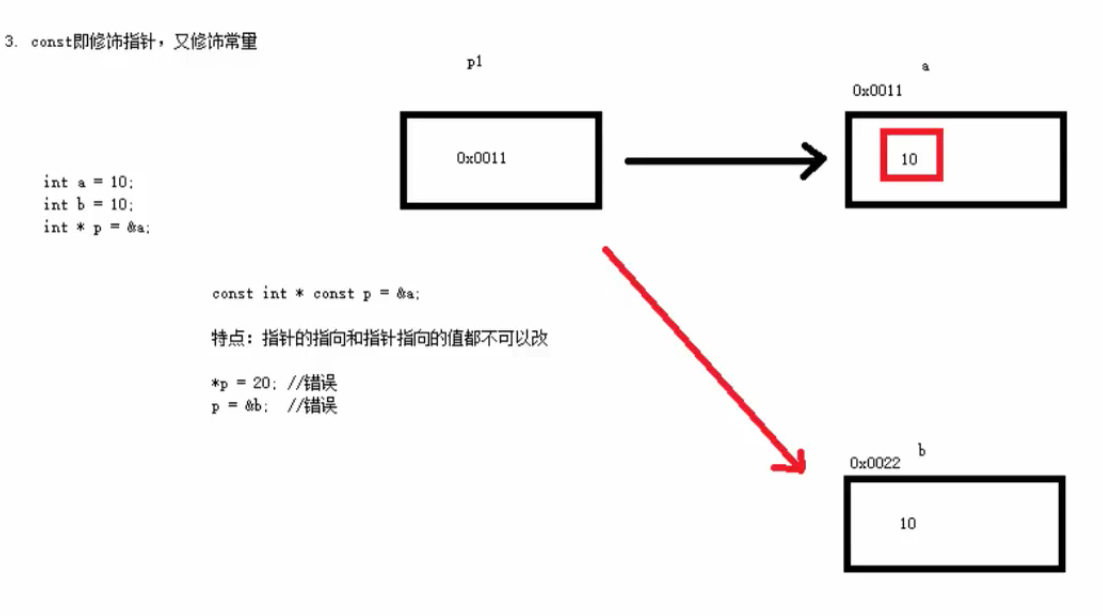 3. const即修饰指针，又修饰常量
p1
a
0x0011
0x0011
10
int a = 10;
int b = 10;
int * p = &a;
const int * const p = &a;
特点：指针的指向和指针指向的值都不可以改
*p = 20; //错误
p = &b; //错误
b
0x0022
10